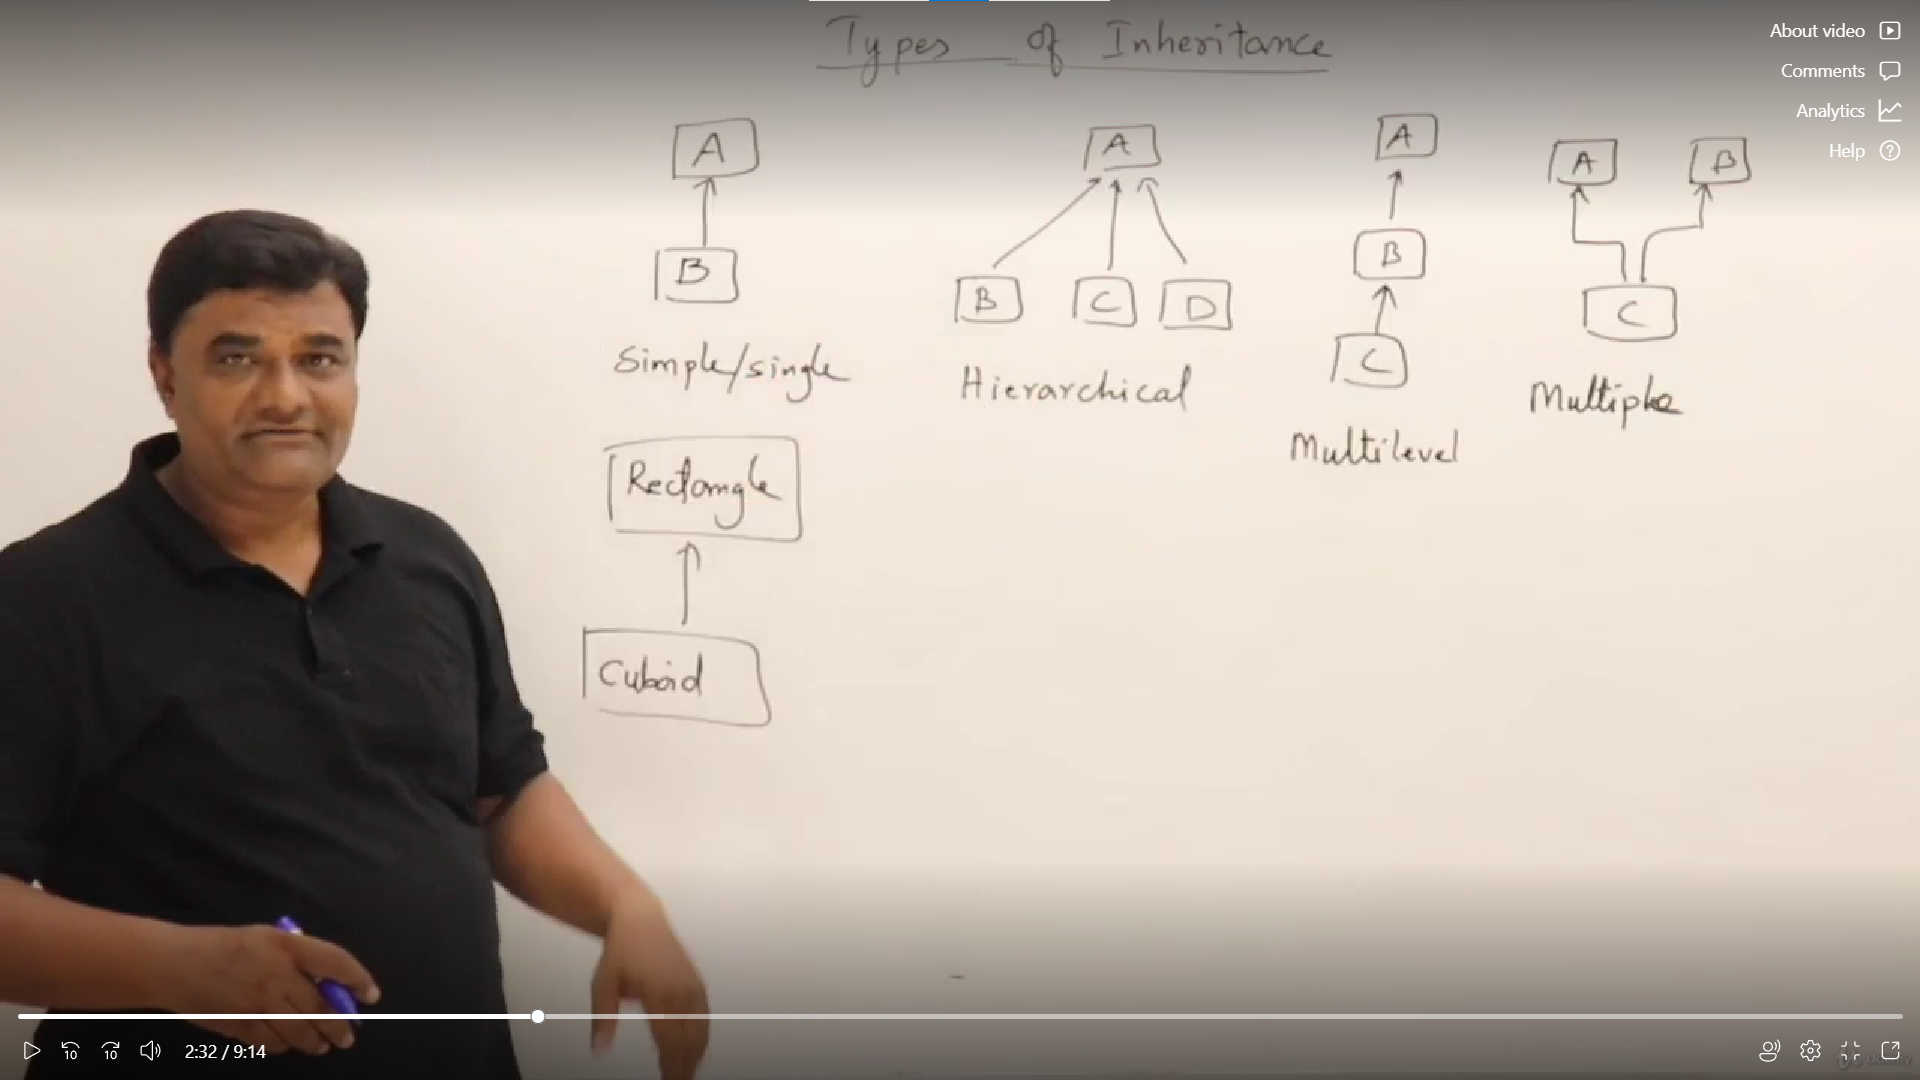 Types of Inheritance
About video
Comments
Analytics
Help
A
B
Simple/single
A
B C D
Hierarchical
A
B
C
Multilevel
A B
C
Multiple
Rectangle
Cuboid
10 10 2:32 / 9:14